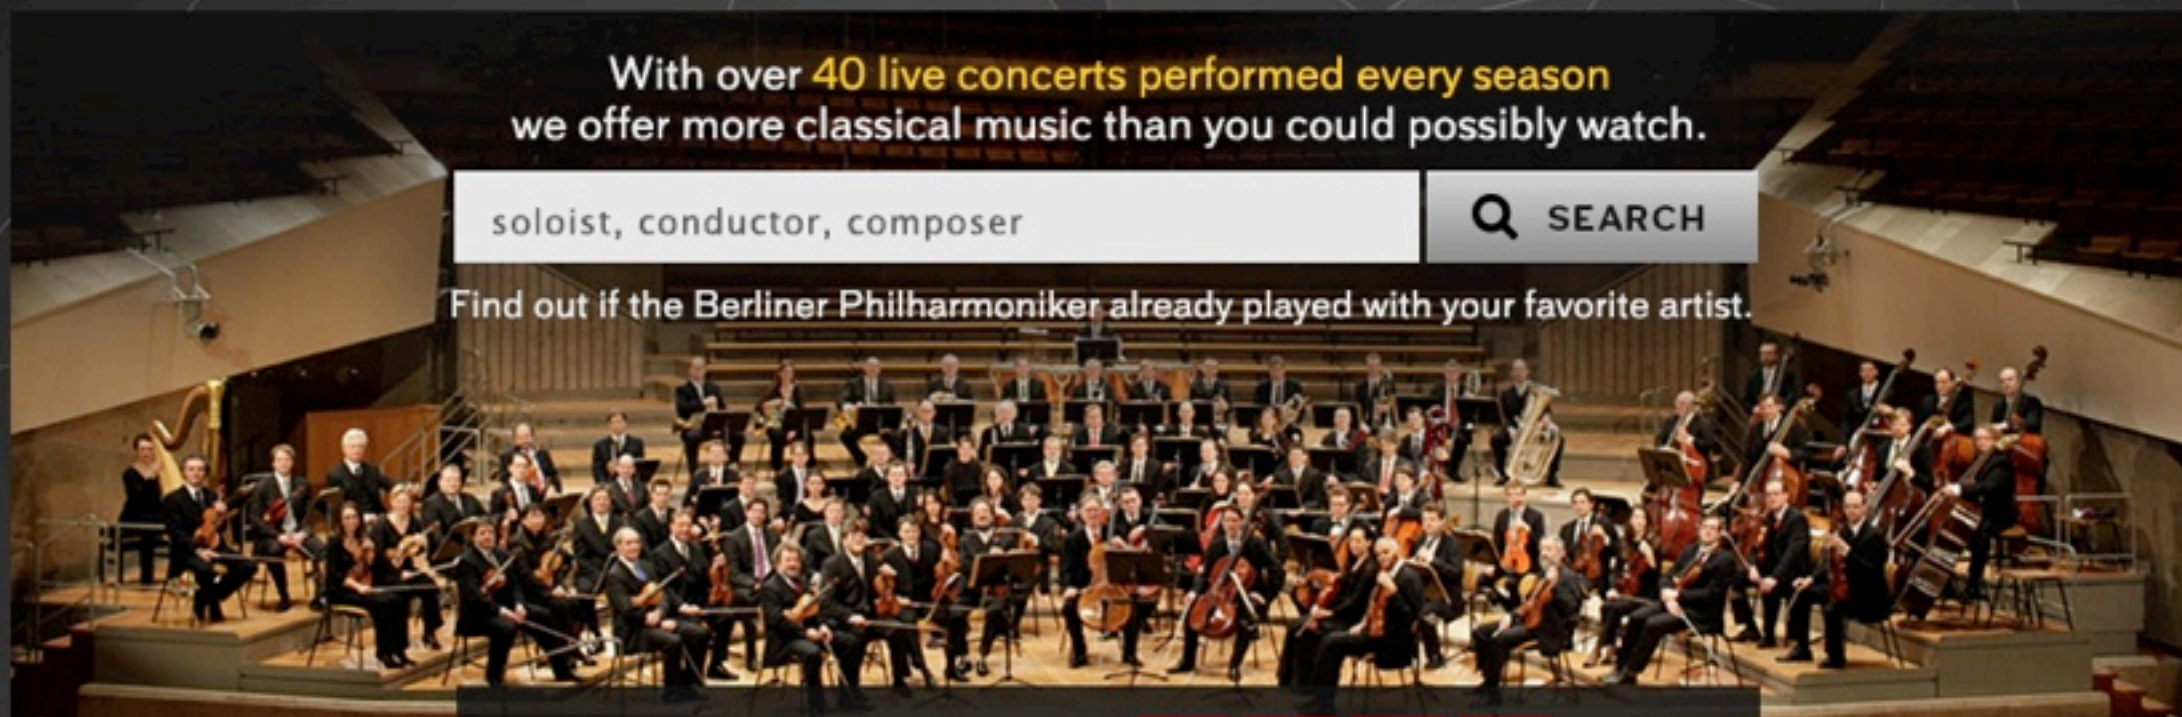 With over 40 live concerts performed every season
we offer more classical music than you could possibly watch.
soloist, conductor, composer
SEARCH
Find out if the Berliner Philharmoniker already played with your favorite artist.